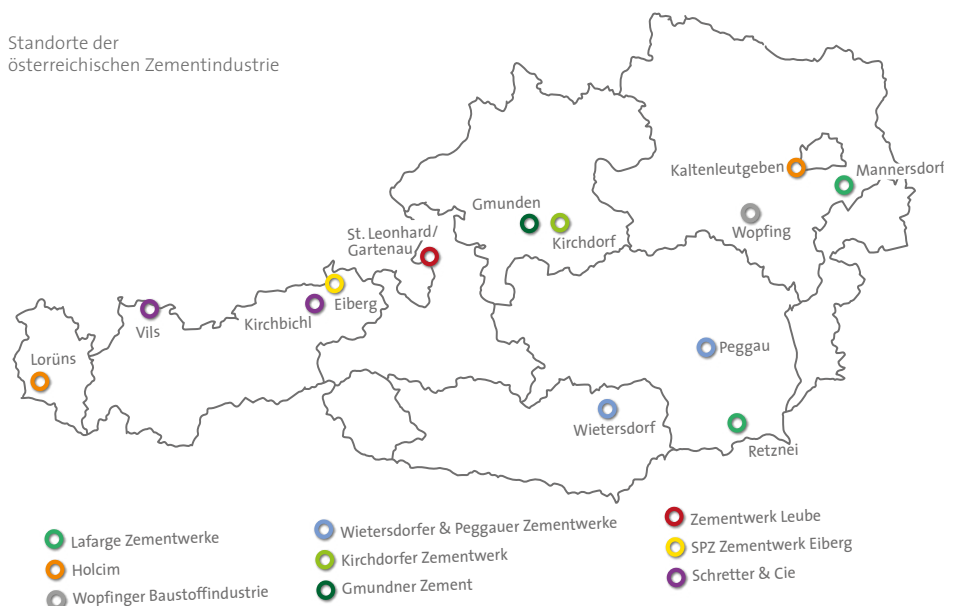 Standorte der
österreichischen Zementindustrie
Kaltenleutgeben
Mannersdorf
Gmunden
Wopfing
Kirchdorf
St. Leonhard/
Gartenau
Eiberg
Kirchbichl
Vils
Lorüns
Peggau
Wietersdorf
Retznei
Lafarge Zementwerke
Holcim
Wopfinger Baustoffindustrie
Wietersdorfer & Peggauer Zementwerke
Kirchdorfer Zementwerk
Gmundner Zement
Zementwerk Leube
SPZ Zementwerk Eiberg
Schretter & Cie